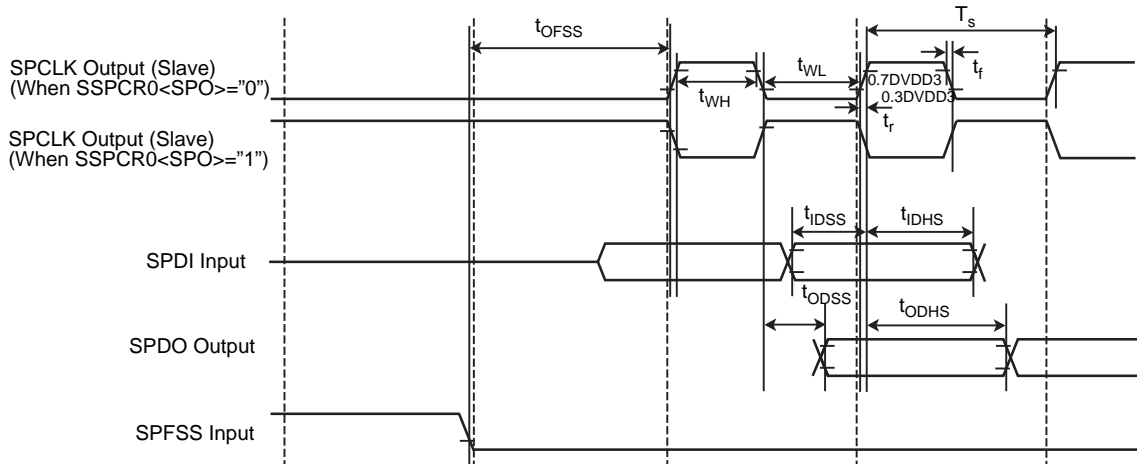 tOFSS
Ts
SPCLK Output (Slave)
(When SSPCR0<SPO>="0")
tWH
tWL
0.7DVDD3
0.3DVDD3
tf
tr
SPCLK Output (Slave)
(When SSPCR0<SPO>=”1”)
tIDSS
tIDHS
SPDI Input
tODSS
tODHS
SPDO Output
SPFSS Input